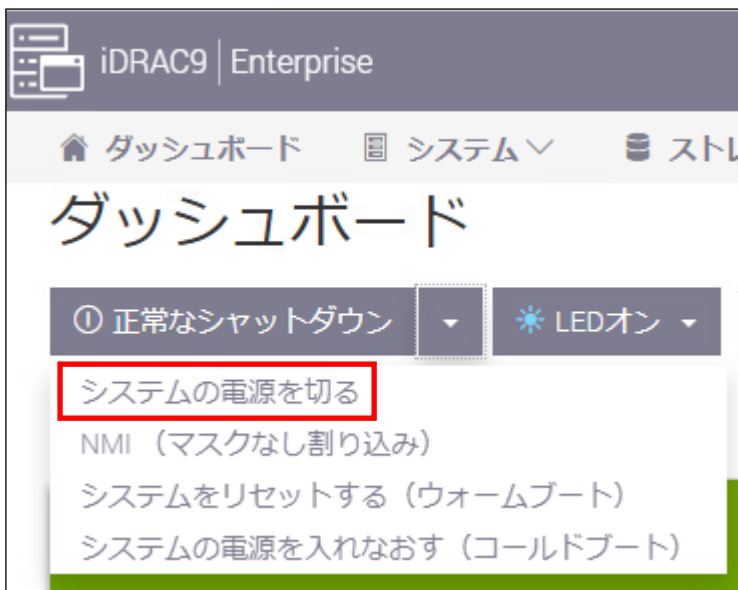 iDRAC9 | Enterprise
ダッシュボード システム ストレ
ダッシュボード
正常なシャットダウン LEDオン
システムの電源を切る
NMI （マスクなし割り込み）
システムをリセットする（ウォームブート）
システムの電源を入れなおす（コールドブート）